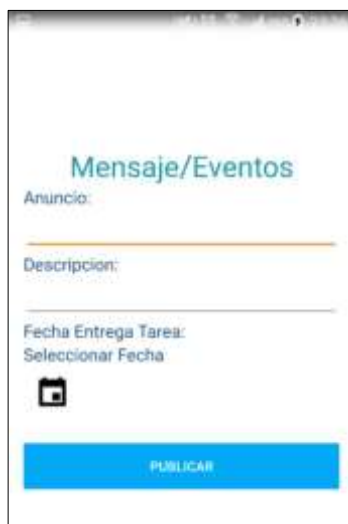 Mensaje/Eventos
Anuncio:
Descripcion:
Fecha Entrega Tarea:
Seleccionar Fecha
PUBLICAR